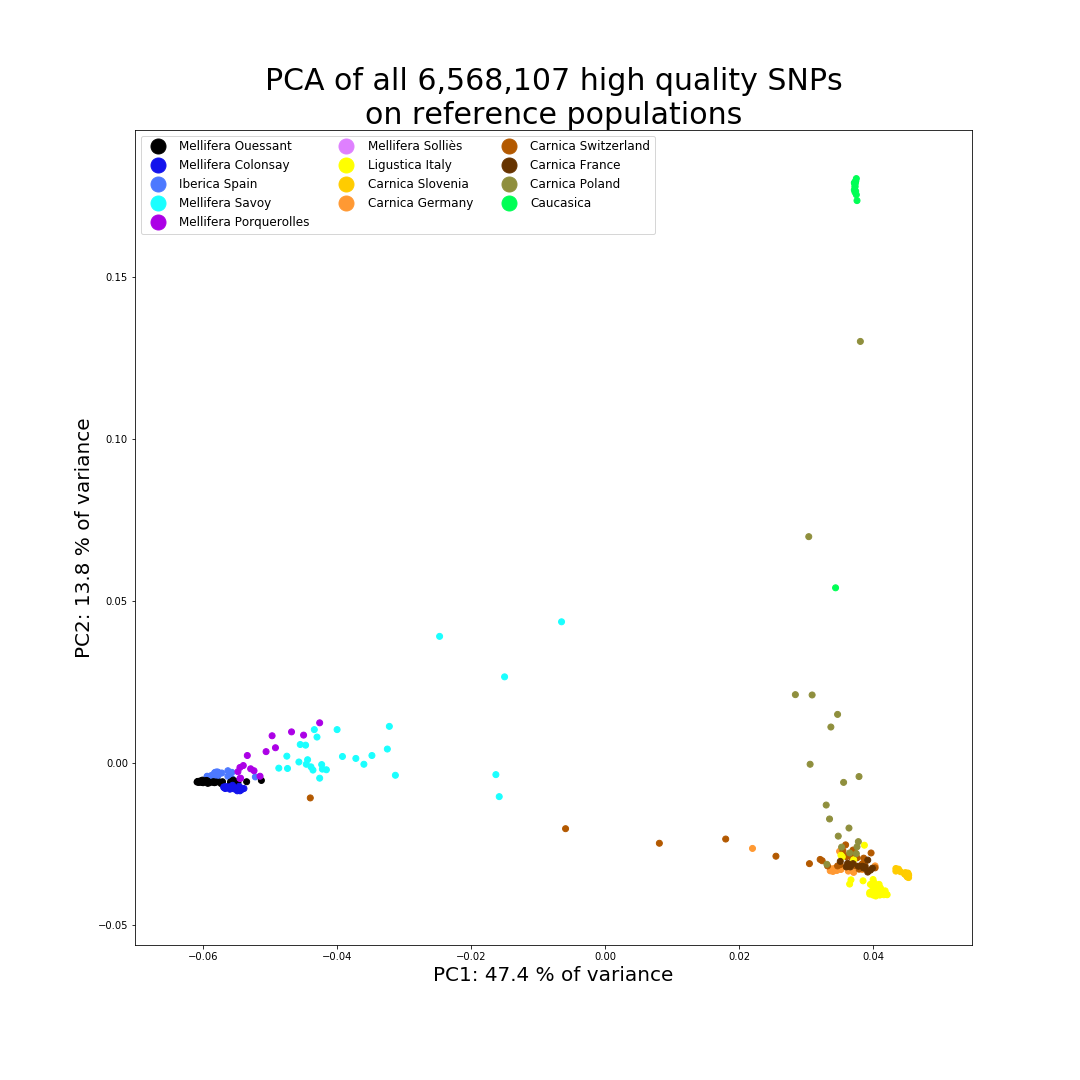 PCA of all 6,568,107 high quality SNPs
on reference populations
Mellifera Ouessant
Mellifera Colonsay
Iberica Spain
Mellifera Savoy
Mellifera Porquerolles
Mellifera Solliès
Ligustica Italy
Carnica Slovenia
Carnica Germany
Carnica Switzerland
Carnica France
Carnica Poland
Caucasica
PC2: 13.8 % of variance
0.15
0.10
0.05
0.00
−0.05
−0.06
−0.04
−0.02
0.00
0.02
0.04
PC1: 47.4 % of variance